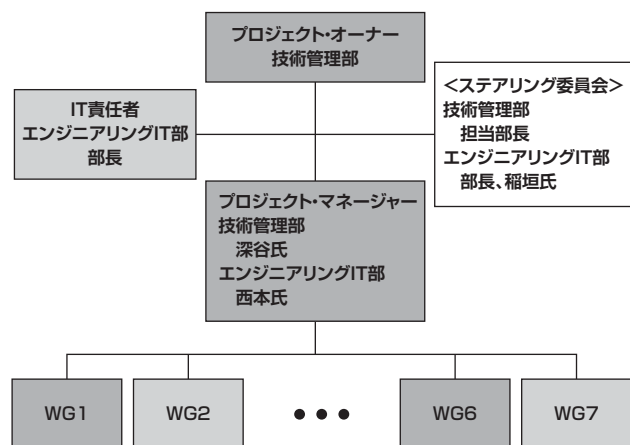 プロジェクト・オーナー
技術管理部
IT責任者
エンジニアリングIT部
部長
<ステアリング委員会>
技術管理部
担当部長
エンジニアリングIT部
部長、稲垣氏
プロジェクト・マネージャー
技術管理部
深谷氏
エンジニアリングIT部
西本氏
WG1
WG2
•••
WG6
WG7